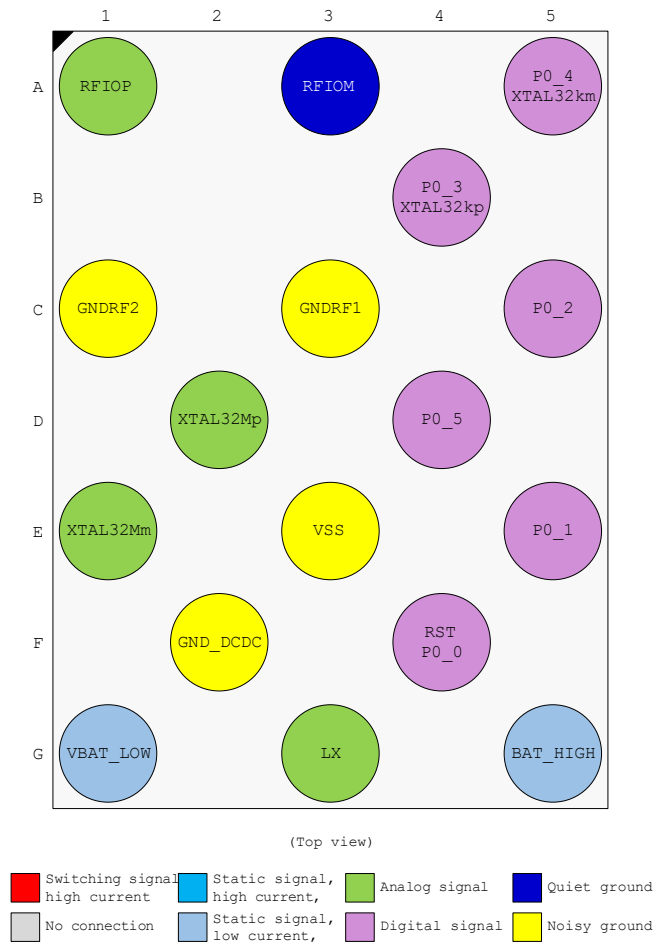 1 2 3 4 5
A RFIOP RFIOM P0_4
XTAL32km
B P0_3
XTAL32kp
C GNDRF2 GNDRF1 P0_2
D XTAL32Mp P0_5
E XTAL32Mm VSS P0_1
F GND_DCDC RST
P0_0
G VBAT_LOW LX BAT_HIGH
(Top view)
Switching signal
high current
Static signal,
high current,
Analog signal
Quiet ground
No connection
Static signal,
low current,
Digital signal
Noisy ground